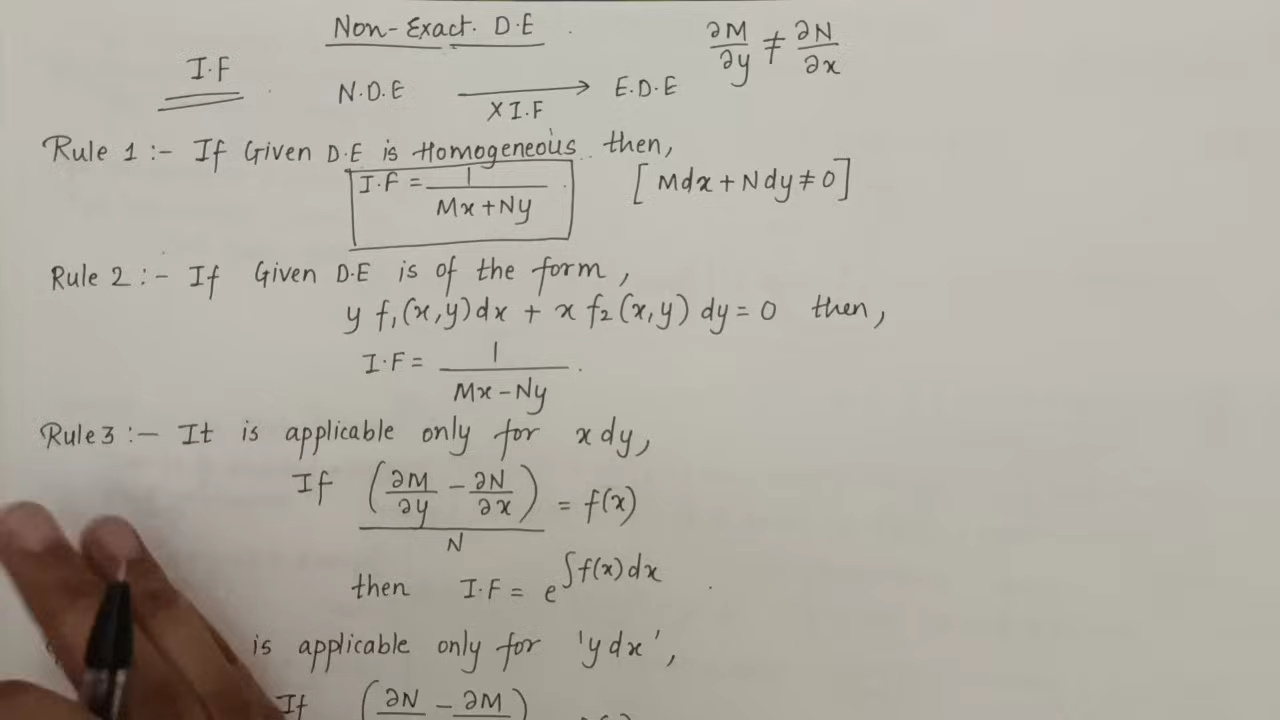 Non-Exact. D.E
∂M/∂y ≠ ∂N/∂x
I.F
N.D.E ⟶ E.D.E
X I.F
Rule 1 :- If Given D.E is Homogeneous then,
I.F = 1/(Mx+Ny) [Mdx+Ndy≠0]
Rule 2 :- If Given D.E is of the form,
y f₁(x,y)dx + x f₂(x,y) dy = 0 then,
I.F = 1/(Mx-Ny).
Rule 3 :- It is applicable only for xdy,
If (∂M/∂y - ∂N/∂x)/N = f(x)
then I.F = e^∫f(x)dx
is applicable only for 'ydx',
If (∂N - ∂M)